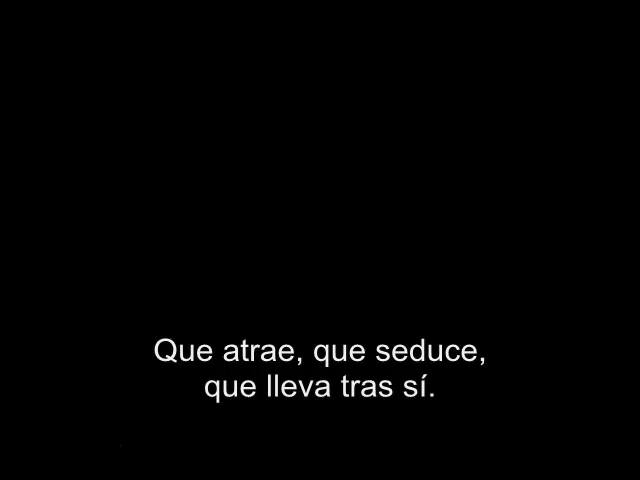 Que atrae, que seduce,
que lleva tras sí.